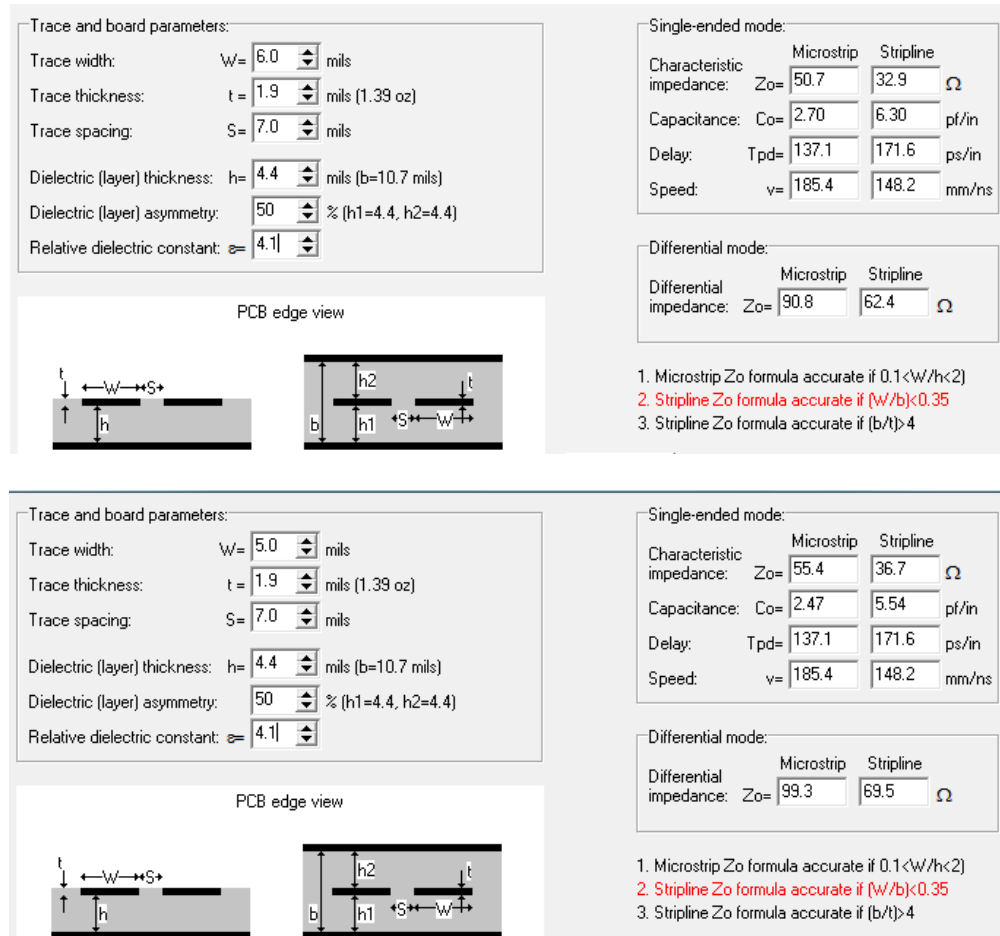 Trace and board parameters:
Trace width: W= 6.0 mils
Trace thickness: t = 1.9 mils (1.39 oz)
Trace spacing: S= 7.0 mils
Dielectric (layer) thickness: h= 4.4 mils (b=10.7 mils)
Dielectric (layer) asymmetry: 50 % (h1=4.4, h2=4.4)
Relative dielectric constant: ε= 4.1
PCB edge view
t W S h
b h2 h1 S W t
Single-ended mode:
Microstrip Stripline
Characteristic impedance: Zo= 50.7 32.9 Ω
Capacitance: Co= 2.70 6.30 pf/in
Delay: Tpd= 137.1 171.6 ps/in
Speed: v= 185.4 148.2 mm/ns
Differential mode:
Microstrip Stripline
Differential impedance: Zo= 90.8 62.4 Ω
1. Microstrip Zo formula accurate if 0.1<W/h<2)
2. Stripline Zo formula accurate if (W/b)<0.35
3. Stripline Zo formula accurate if (b/t)>4
Trace and board parameters:
Trace width: W= 5.0 mils
Trace thickness: t = 1.9 mils (1.39 oz)
Trace spacing: S= 7.0 mils
Dielectric (layer) thickness: h= 4.4 mils (b=10.7 mils)
Dielectric (layer) asymmetry: 50 % (h1=4.4, h2=4.4)
Relative dielectric constant: ε= 4.1
PCB edge view
t W S h
b h2 h1 S W t
Single-ended mode:
Microstrip Stripline
Characteristic impedance: Zo= 55.4 36.7 Ω
Capacitance: Co= 2.47 5.54 pf/in
Delay: Tpd= 137.1 171.6 ps/in
Speed: v= 185.4 148.2 mm/ns
Differential mode:
Microstrip Stripline
Differential impedance: Zo= 99.3 69.5 Ω
1. Microstrip Zo formula accurate if 0.1<W/h<2)
2. Stripline Zo formula accurate if (W/b)<0.35
3. Stripline Zo formula accurate if (b/t)>4